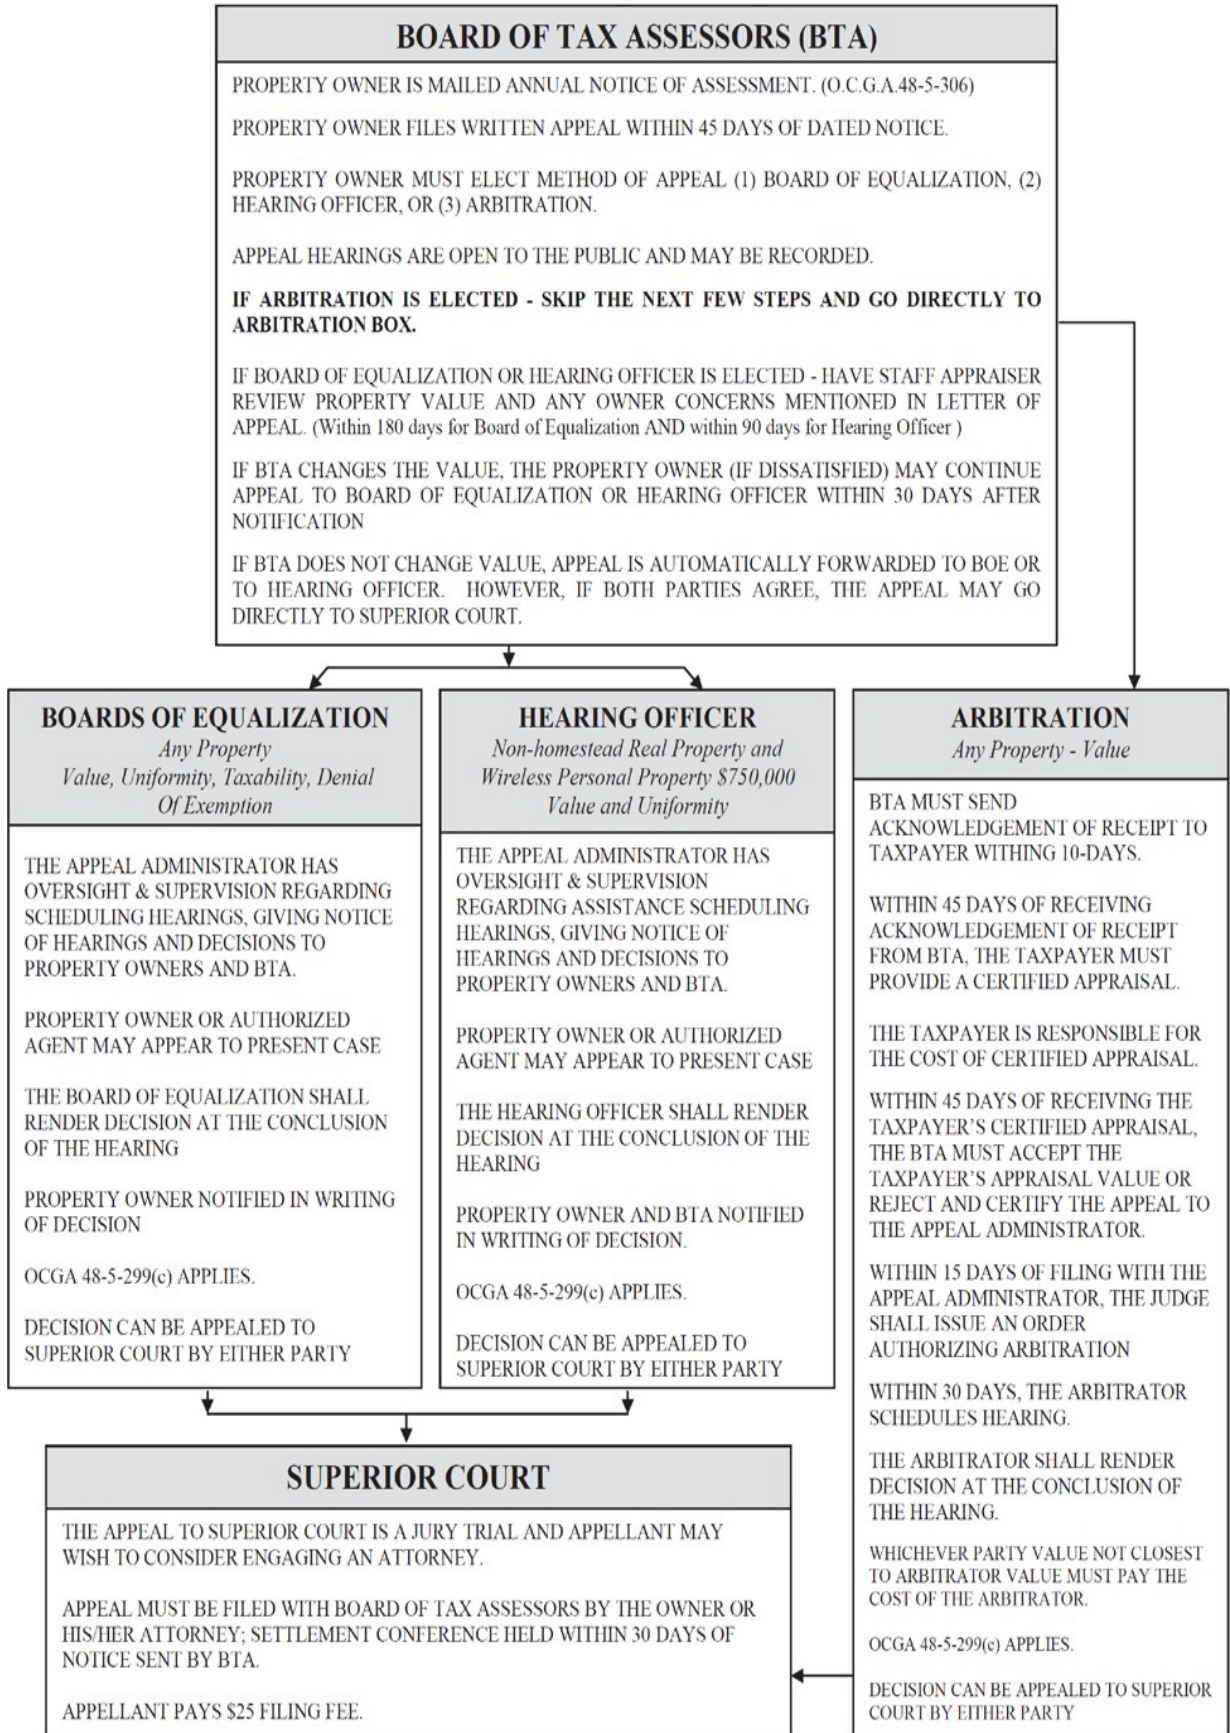 BOARD OF TAX ASSESSORS (BTA)
PROPERTY OWNER IS MAILED ANNUAL NOTICE OF ASSESSMENT. (O.C.G.A.48-5-306)
PROPERTY OWNER FILES WRITTEN APPEAL WITHIN 45 DAYS OF DATED NOTICE.
PROPERTY OWNER MUST ELECT METHOD OF APPEAL (1) BOARD OF EQUALIZATION, (2)
HEARING OFFICER, OR (3) ARBITRATION.
APPEAL HEARINGS ARE OPEN TO THE PUBLIC AND MAY BE RECORDED.
IF ARBITRATION IS ELECTED - SKIP THE NEXT FEW STEPS AND GO DIRECTLY TO
ARBITRATION BOX.
IF BOARD OF EQUALIZATION OR HEARING OFFICER IS ELECTED - HAVE STAFF APPRAISER
REVIEW PROPERTY VALUE AND ANY OWNER CONCERNS MENTIONED IN LETTER OF
APPEAL. (Within 180 days for Board of Equalization AND within 90 days for Hearing Officer )
IF BTA CHANGES THE VALUE, THE PROPERTY OWNER (IF DISSATISFIED) MAY CONTINUE
APPEAL TO BOARD OF EQUALIZATION OR HEARING OFFICER WITHIN 30 DAYS AFTER
NOTIFICATION
IF BTA DOES NOT CHANGE VALUE, APPEAL IS AUTOMATICALLY FORWARDED TO BOE OR
TO HEARING OFFICER. HOWEVER, IF BOTH PARTIES AGREE, THE APPEAL MAY GO
DIRECTLY TO SUPERIOR COURT.
BOARDS OF EQUALIZATION
Any Property
Value, Uniformity, Taxability, Denial
Of Exemption
THE APPEAL ADMINISTRATOR HAS
OVERSIGHT & SUPERVISION REGARDING
SCHEDULING HEARINGS, GIVING NOTICE
OF HEARINGS AND DECISIONS TO
PROPERTY OWNERS AND BTA.
PROPERTY OWNER OR AUTHORIZED
AGENT MAY APPEAR TO PRESENT CASE
THE BOARD OF EQUALIZATION SHALL
RENDER DECISION AT THE CONCLUSION
OF THE HEARING
PROPERTY OWNER NOTIFIED IN WRITING
OF DECISION
OCGA 48-5-299(c) APPLIES.
DECISION CAN BE APPEALED TO
SUPERIOR COURT BY EITHER PARTY
HEARING OFFICER
Non-homestead Real Property and
Wireless Personal Property $750,000
Value and Uniformity
THE APPEAL ADMINISTRATOR HAS
OVERSIGHT & SUPERVISION
REGARDING ASSISTANCE SCHEDULING
HEARINGS, GIVING NOTICE OF
HEARINGS AND DECISIONS TO
PROPERTY OWNERS AND BTA.
PROPERTY OWNER OR AUTHORIZED
AGENT MAY APPEAR TO PRESENT CASE
THE HEARING OFFICER SHALL RENDER
DECISION AT THE CONCLUSION OF THE
HEARING
PROPERTY OWNER AND BTA NOTIFIED
IN WRITING OF DECISION.
OCGA 48-5-299(c) APPLIES.
DECISION CAN BE APPEALED TO
SUPERIOR COURT BY EITHER PARTY
ARBITRATION
Any Property - Value
BTA MUST SEND
ACKNOWLEDGEMENT OF RECEIPT TO
TAXPAYER WITHING 10-DAYS.
WITHIN 45 DAYS OF RECEIVING
ACKNOWLEDGEMENT OF RECEIPT
FROM BTA, THE TAXPAYER MUST
PROVIDE A CERTIFIED APPRAISAL.
THE TAXPAYER IS RESPONSIBLE FOR
THE COST OF CERTIFIED APPRAISAL.
WITHIN 45 DAYS OF RECEIVING THE
TAXPAYER'S CERTIFIED APPRAISAL,
THE BTA MUST ACCEPT THE
TAXPAYER'S APPRAISAL VALUE OR
REJECT AND CERTIFY THE APPEAL TO
THE APPEAL ADMINISTRATOR.
WITHIN 15 DAYS OF FILING WITH THE
APPEAL ADMINISTRATOR, THE JUDGE
SHALL ISSUE AN ORDER
AUTHORIZING ARBITRATION
WITHIN 30 DAYS, THE ARBITRATOR
SCHEDULES HEARING.
THE ARBITRATOR SHALL RENDER
DECISION AT THE CONCLUSION OF
THE HEARING.
WHICHEVER PARTY VALUE NOT CLOSEST
TO ARBITRATOR VALUE MUST PAY THE
COST OF THE ARBITRATOR.
OCGA 48-5-299(c) APPLIES.
DECISION CAN BE APPEALED TO SUPERIOR
COURT BY EITHER PARTY
SUPERIOR COURT
THE APPEAL TO SUPERIOR COURT IS A JURY TRIAL AND APPELLANT MAY
WISH TO CONSIDER ENGAGING AN ATTORNEY.
APPEAL MUST BE FILED WITH BOARD OF TAX ASSESSORS BY THE OWNER OR
HIS/HER ATTORNEY; SETTLEMENT CONFERENCE HELD WITHIN 30 DAYS OF
NOTICE SENT BY BTA.
APPELLANT PAYS $25 FILING FEE.